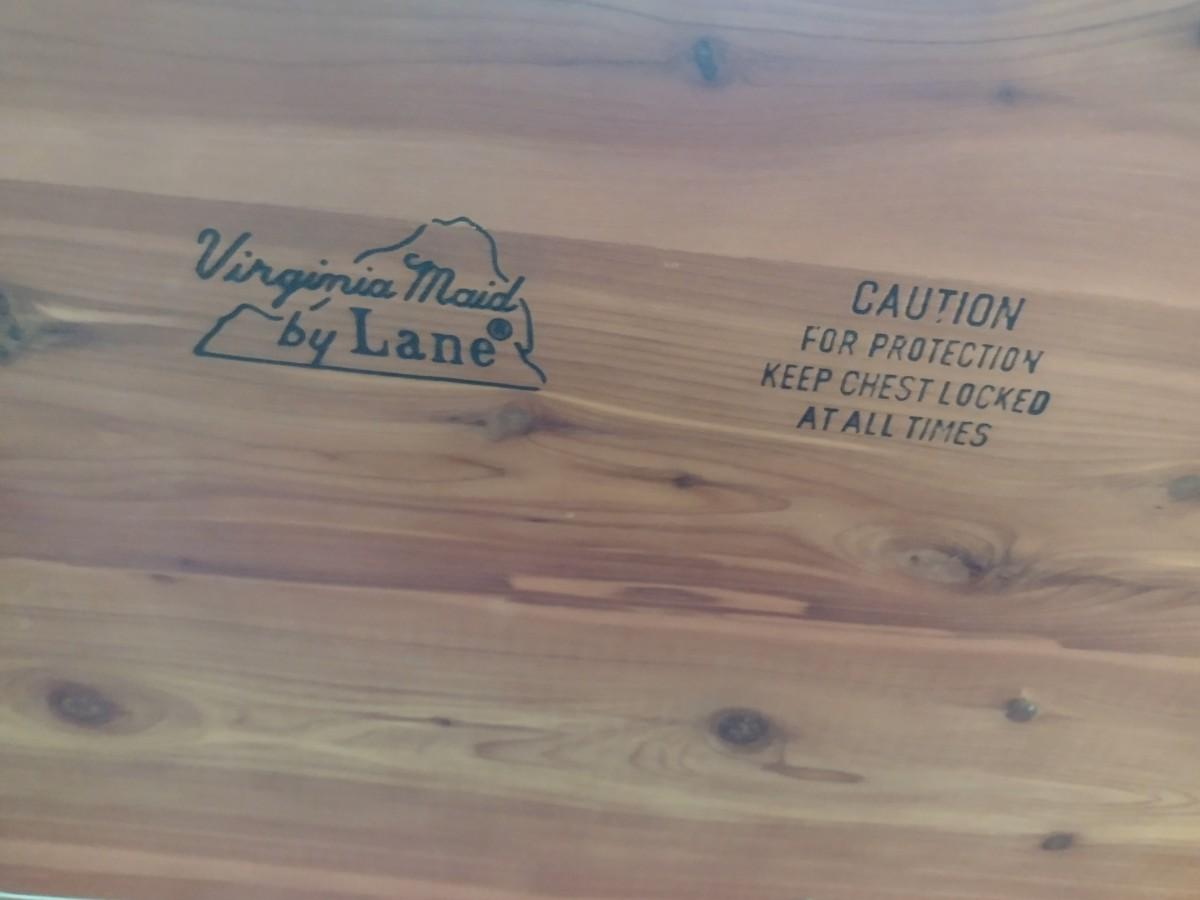 Virginia Maid
by Lane®
CAUTION
FOR PROTECTION
KEEP CHEST LOCKED
AT ALL TIMES